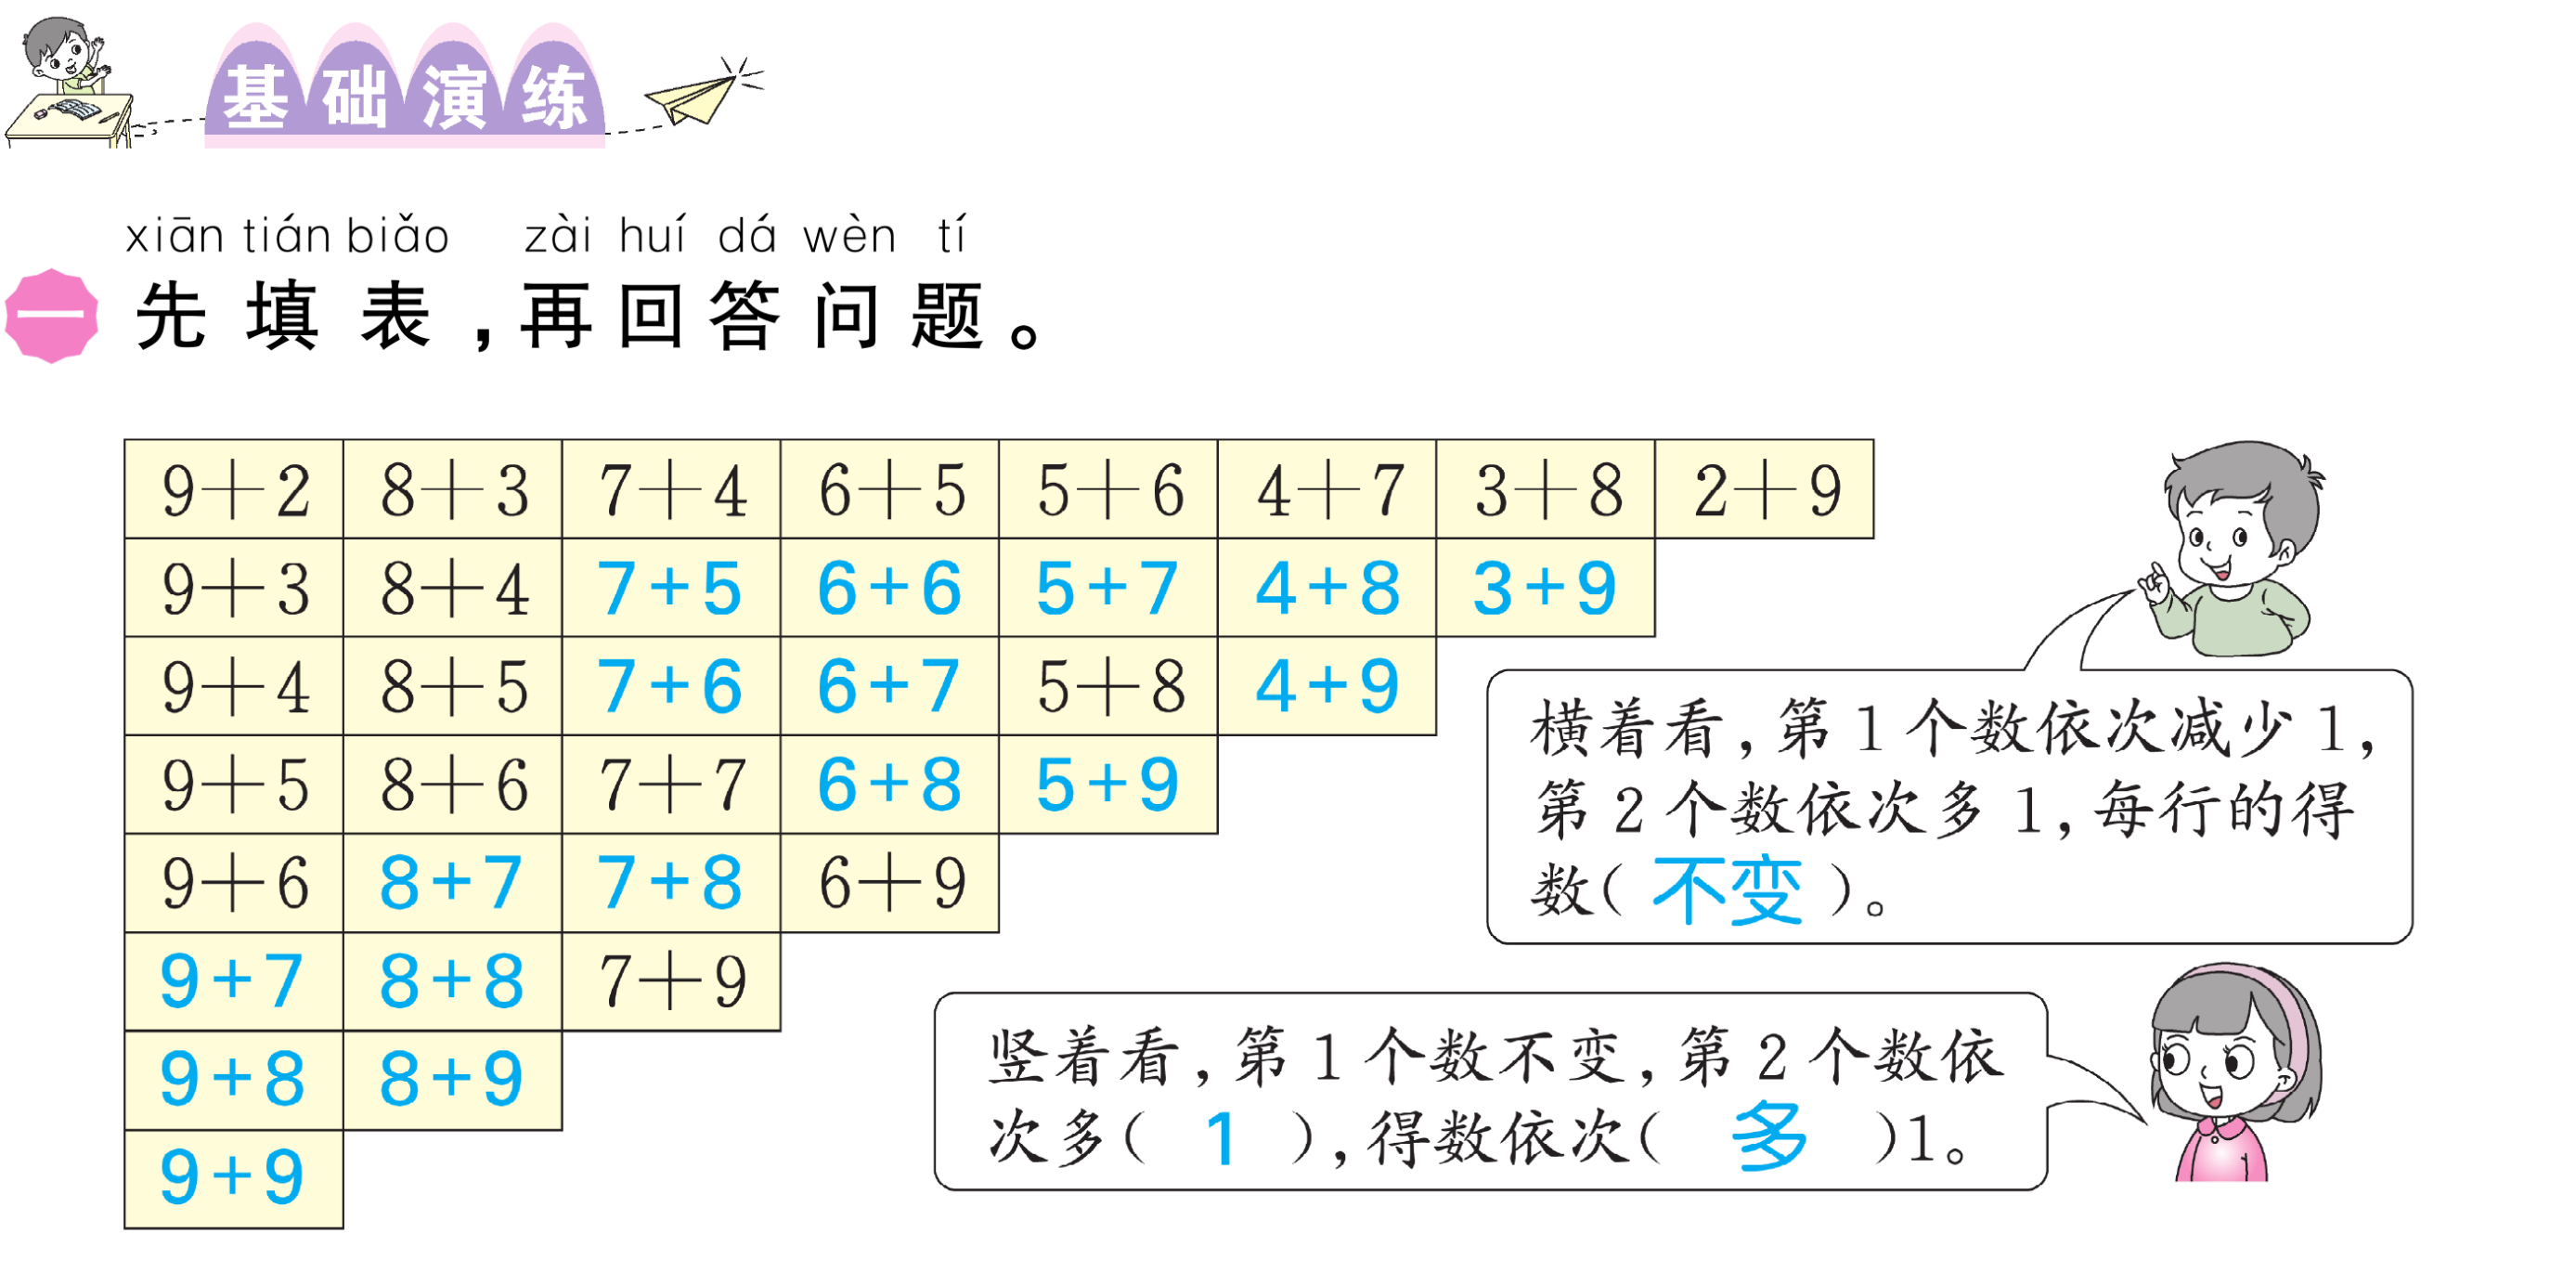 基础演练
xiān tián biǎo zài huí dá wèn tí
一 先填表,再回答问题。
9+2 8+3 7+4 6+5 5+6 4+7 3+8 2+9
9+3 8+4 7+5 6+6 5+7 4+8 3+9
9+4 8+5 7+6 6+7 5+8 4+9
9+5 8+6 7+7 6+8 5+9
9+6 8+7 7+8 6+9
9+7 8+8 7+9
9+8 8+9
9+9
横着看,第1个数依次减少1,
第2个数依次多1,每行的得
数(不变)。
竖着看,第1个数不变,第2个数依
次多(1),得数依次(多)1。